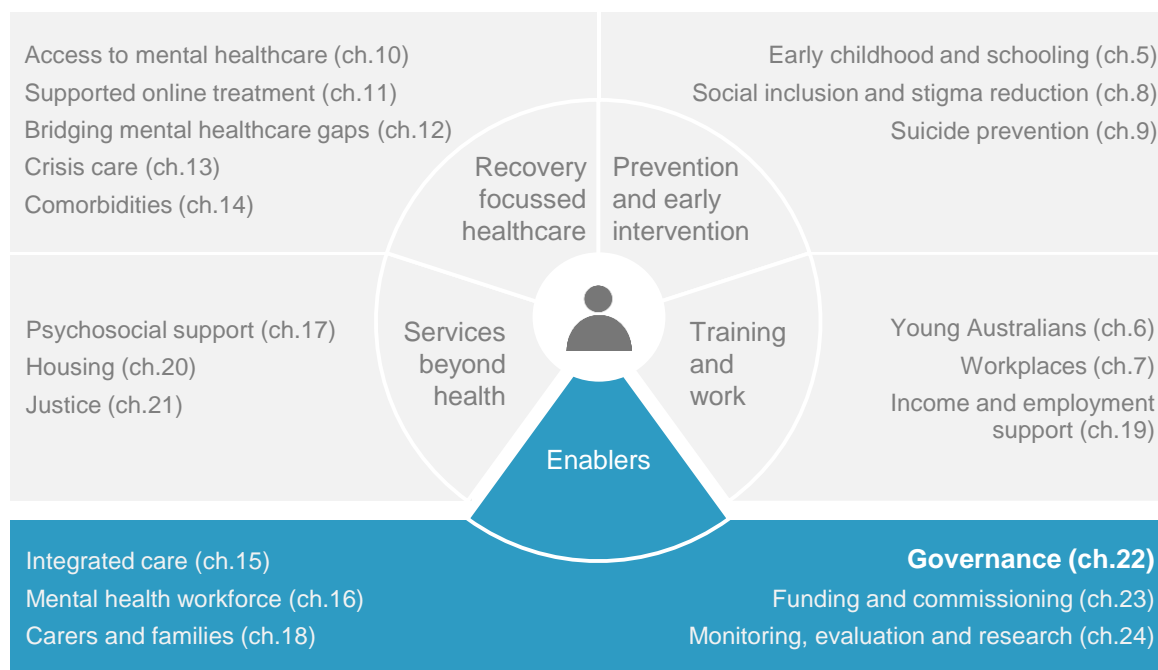 Access to mental healthcare (ch.10)
Supported online treatment (ch.11)
Bridging mental healthcare gaps (ch.12)
Crisis care (ch.13)
Comorbidities (ch.14)
Recovery
focussed
healthcare
Prevention
and early
intervention
Early childhood and schooling (ch.5)
Social inclusion and stigma reduction (ch.8)
Suicide prevention (ch.9)
Psychosocial support (ch.17)
Housing (ch.20)
Justice (ch.21)
Services
beyond
health
Training
and
work
Young Australians (ch.6)
Workplaces (ch.7)
Income and employment
support (ch.19)
Enablers
Integrated care (ch.15)
Mental health workforce (ch.16)
Carers and families (ch.18)
Governance (ch.22)
Funding and commissioning (ch.23)
Monitoring, evaluation and research (ch.24)